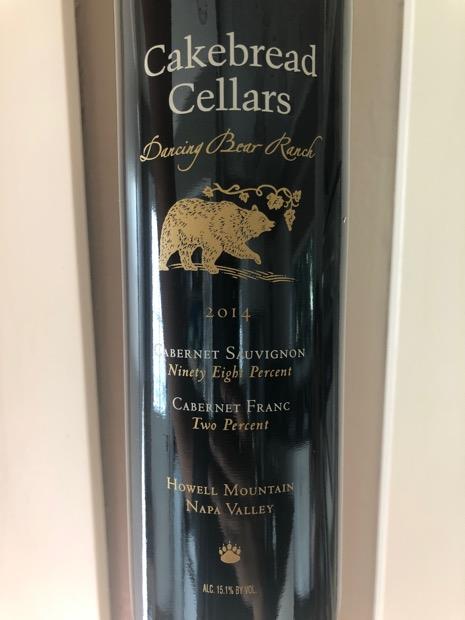 Cakebread
Cellars
Dancing Bear Ranch
2014
Cabernet Sauvignon
Ninety Eight Percent
Cabernet Franc
Two Percent
Howell Mountain
Napa Valley
ALC. 15.1% BY VOL.